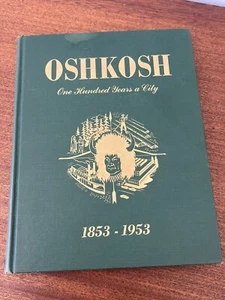 OSHKOSH
One Hundred Years a City
1853 - 1953